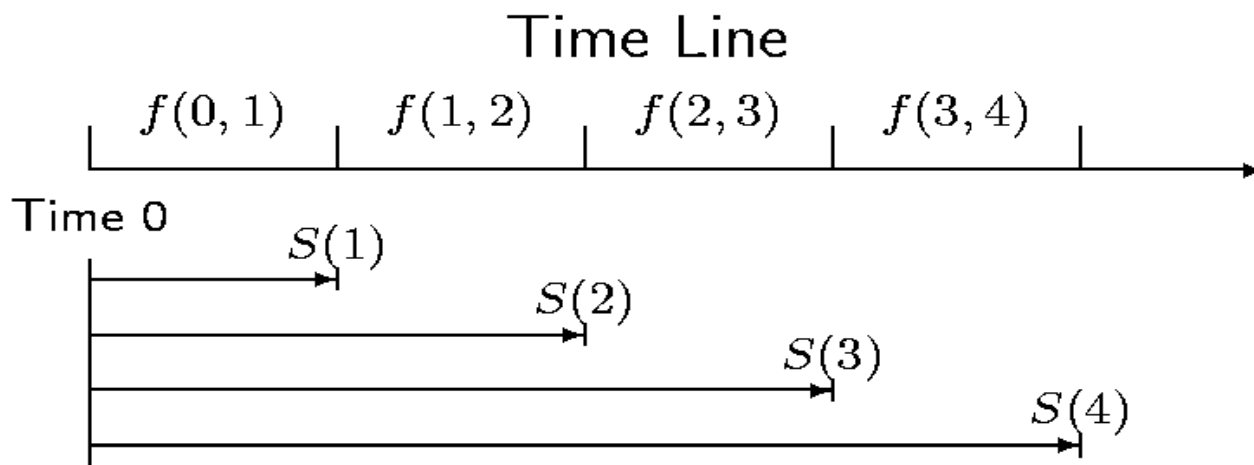 Time Line
f(0, 1) f(1, 2) f(2, 3) f(3, 4)
Time 0
S(1)
S(2)
S(3)
S(4)